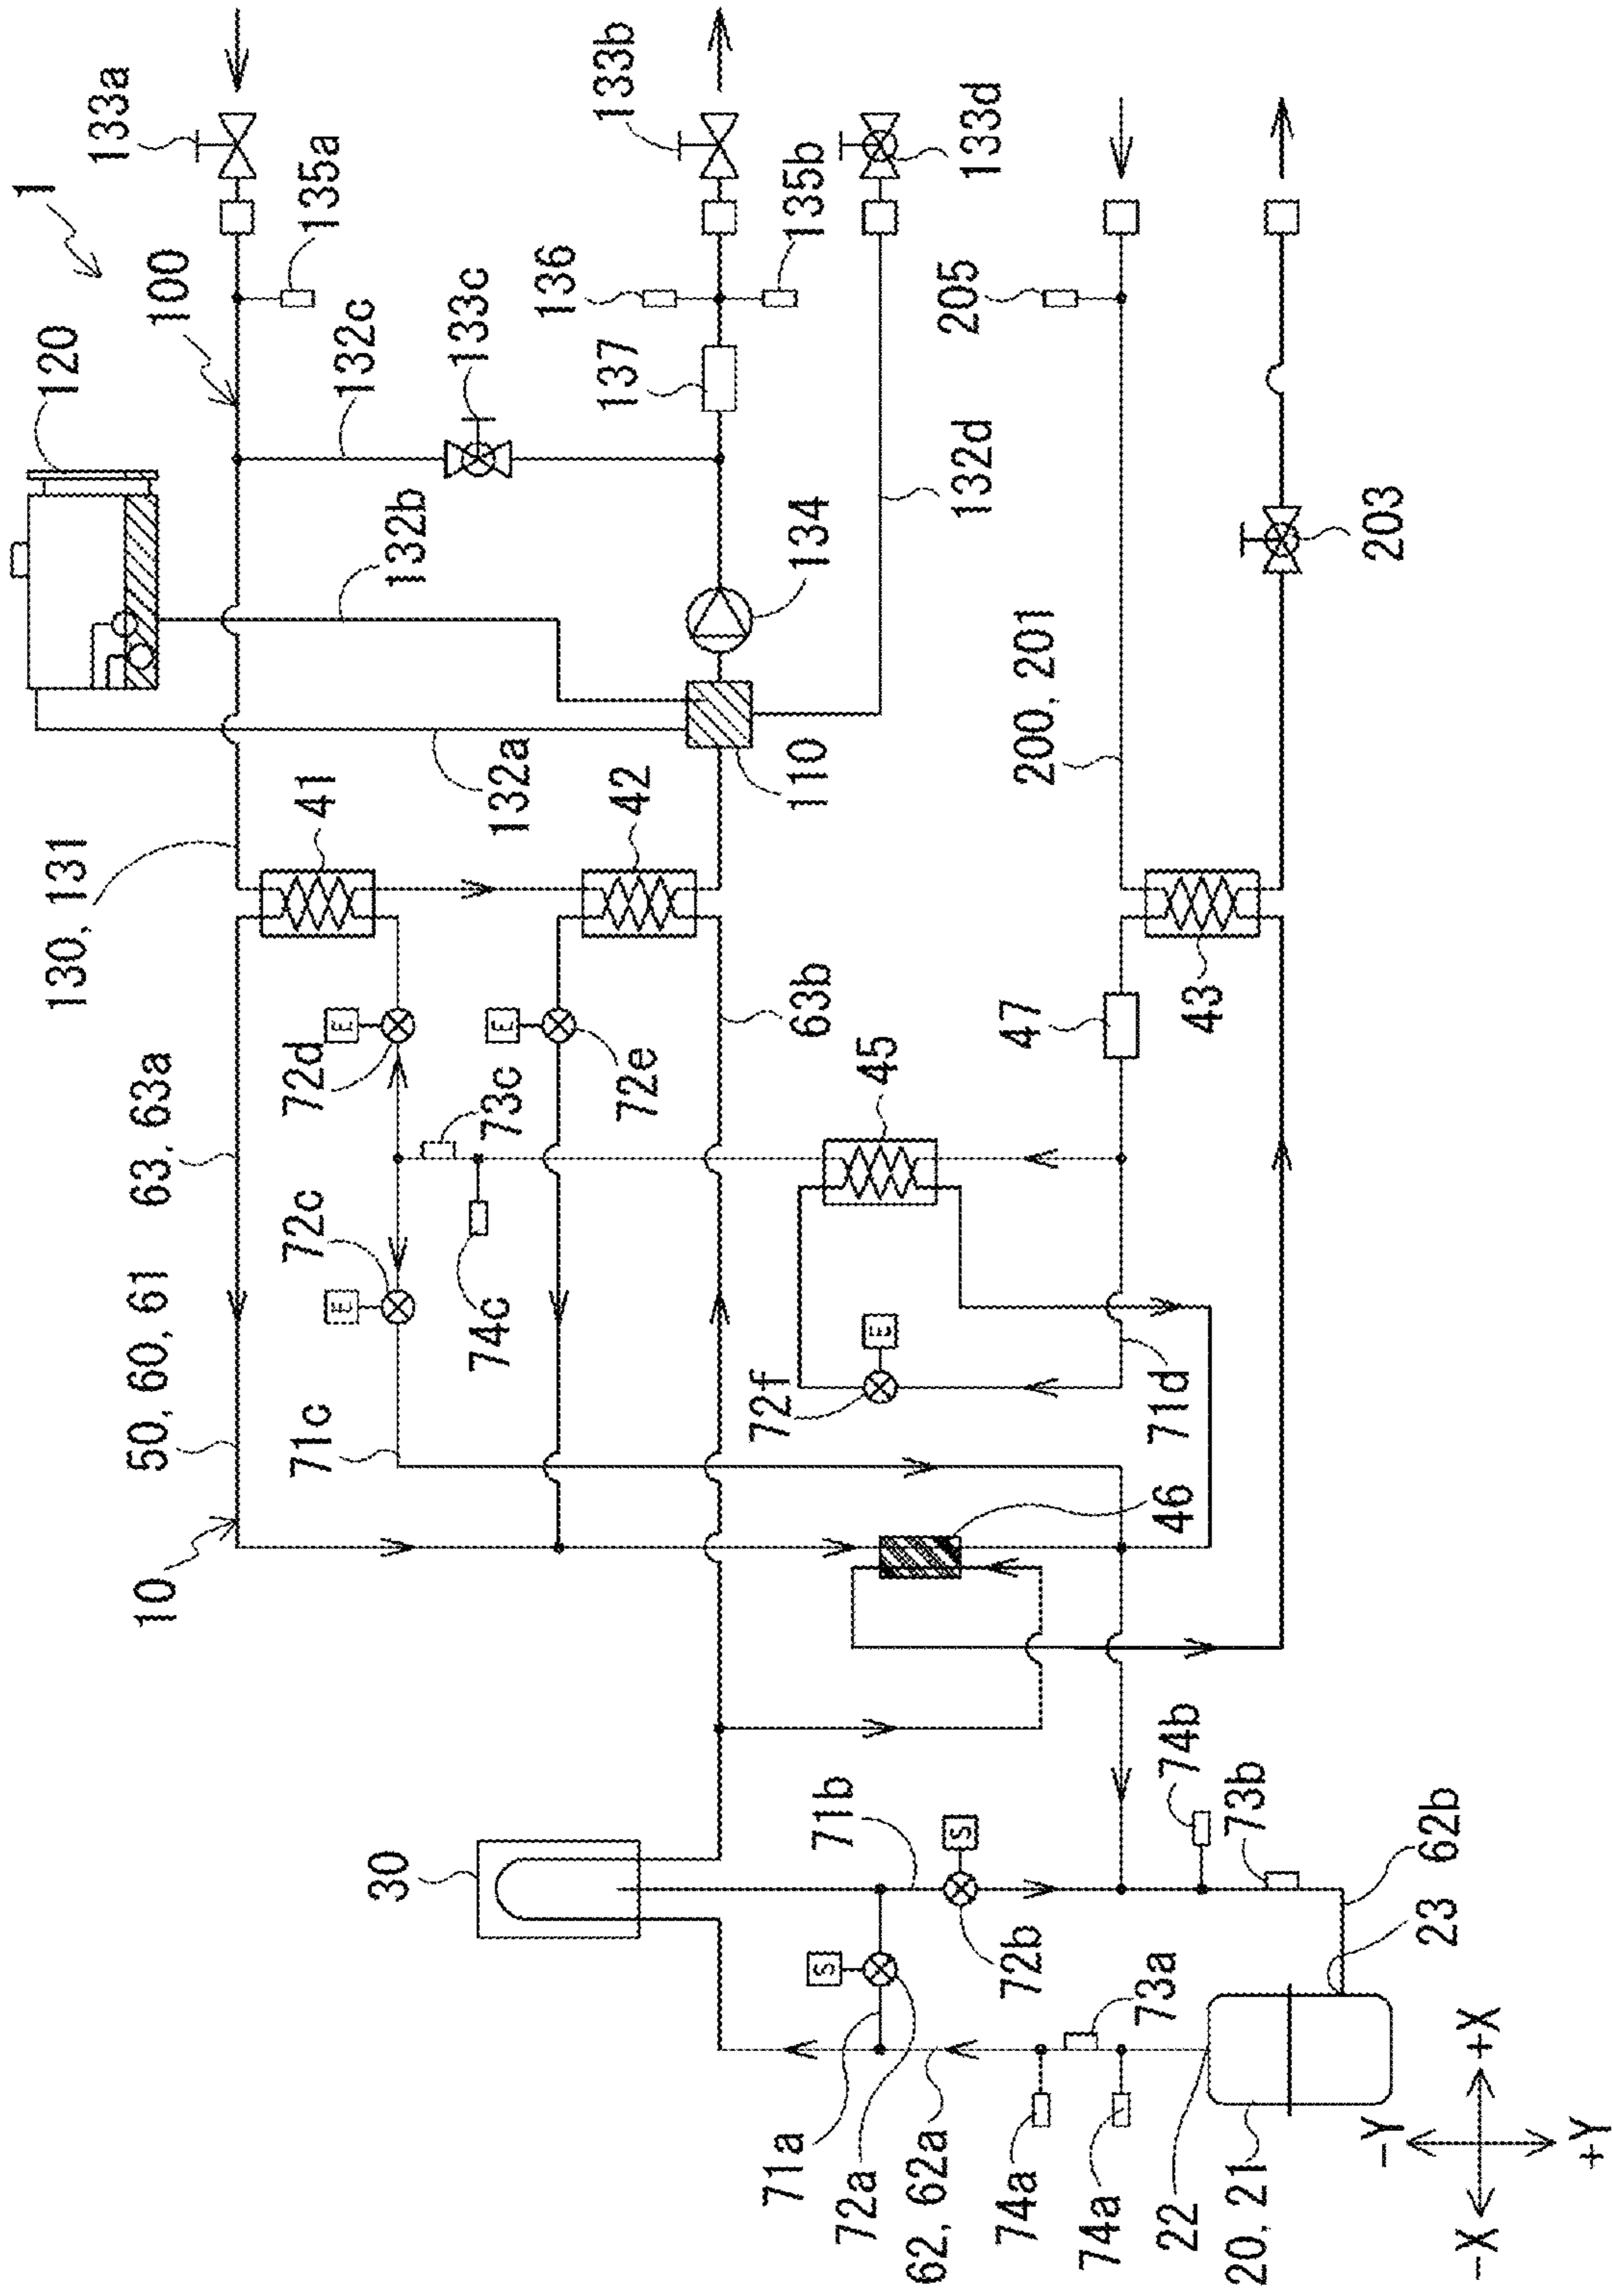 1
120
100
133a
135a
133b
136
135b
133d
132c
133c
137
205
132b
134
132d
203
130, 131
41
132a
42
110
200, 201
63, 63a
E
72d
E
72e
73c
63b
45
47
43
50, 60, 61
E
72c
74c
E
72f
71c
71d
10
46
30
71b
S
72b
74b
73b
62b
23
S
71a
72a
62, 62a
73a
74a
74a
22
20, 21
-X
+X
-Y
+Y